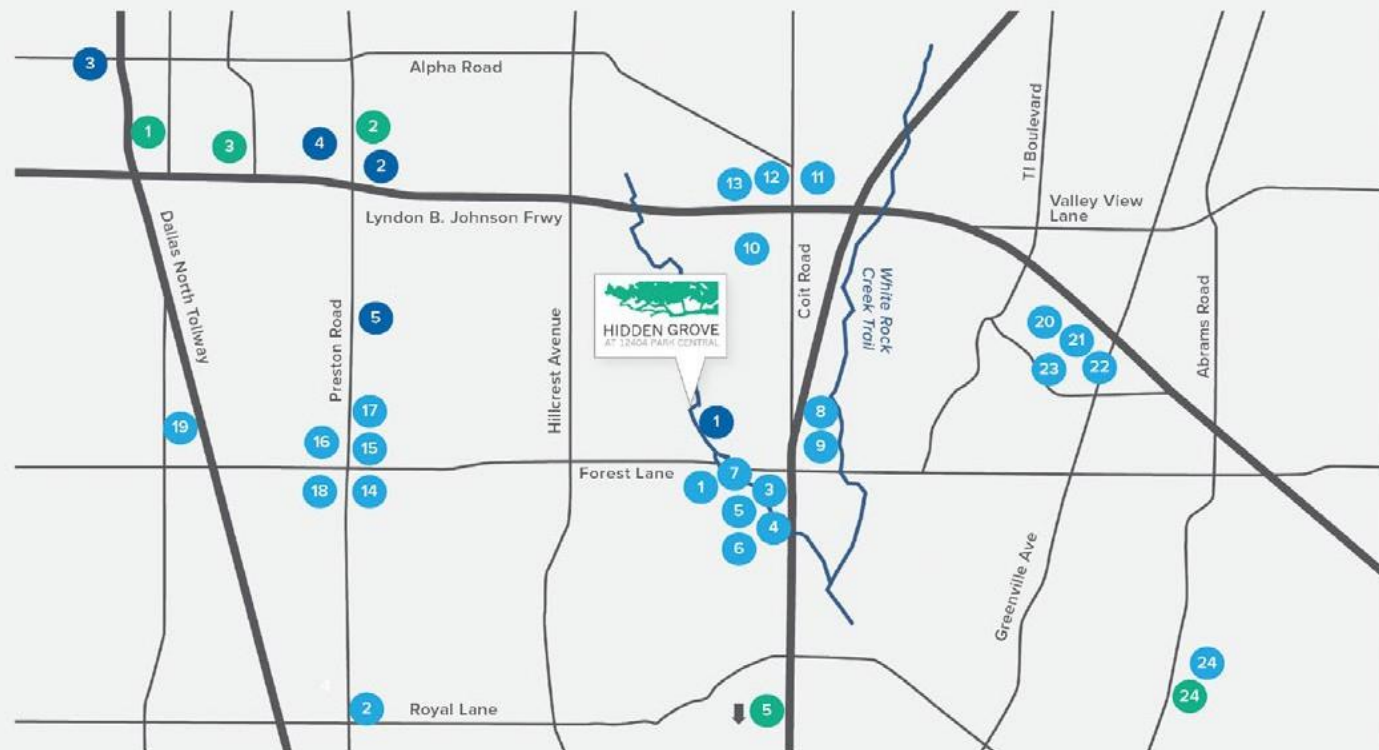 3
Alpha Road
1
3
4
2
2
13
12
11
TI Boulevard
Valley View
Lane
Lyndon B. Johnson Frwy
Dallas North Tollway
10
Coit Road
White Rock
Creek Trail
HIDDEN GROVE
AT 12404 PARK CENTRAL
Preston Road
5
Hillcrest Avenue
Abrams Road
20
21
23
22
19
17
16
15
1
8
9
Forest Lane
7
1
3
18
14
5
4
6
Greenville Ave
24
24
4
2
Royal Lane
5